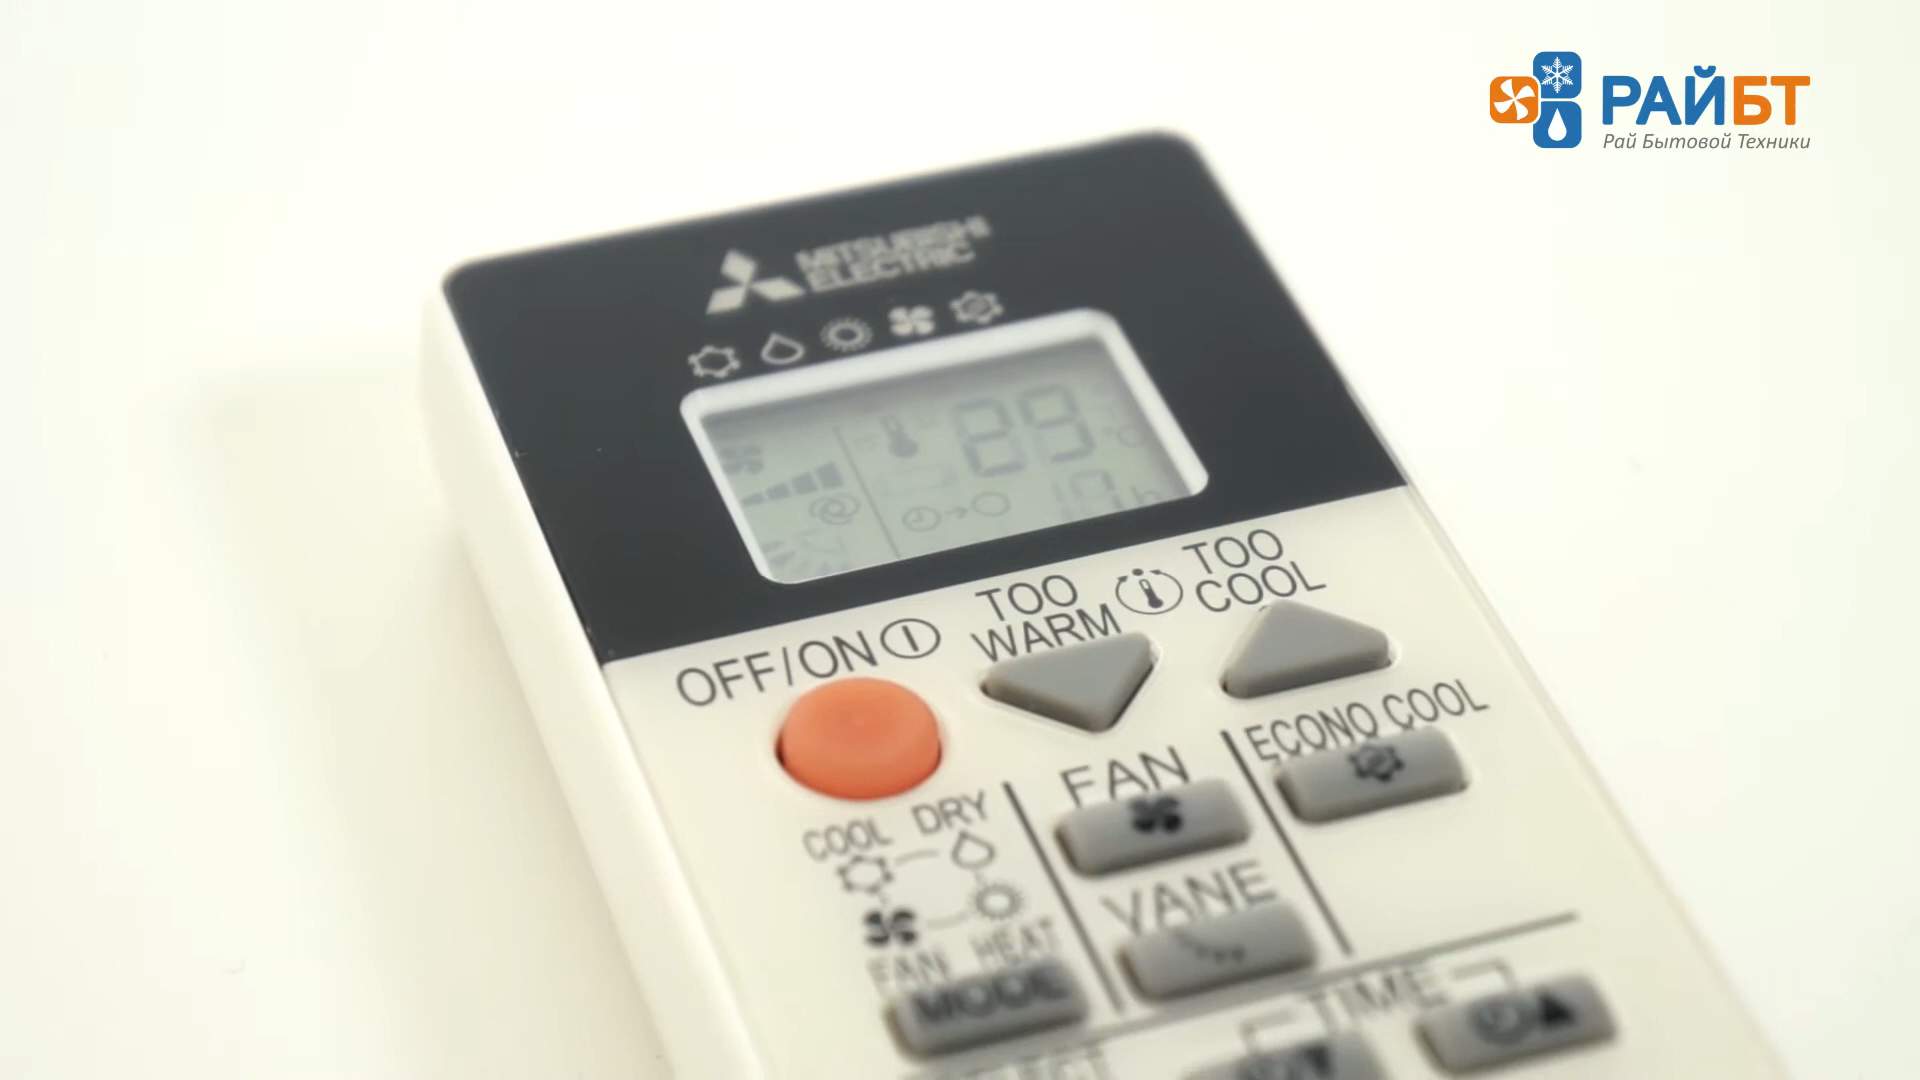 РАЙБТ
Рай Бытовой Техники
MITSUBISHI
ELECTRIC
29 °C
OFF/ON
TOO
WARM
TOO
COOL
ECONO COOL
FAN
COOL DRY
VANE
FAN HEAT
MODE
TIME